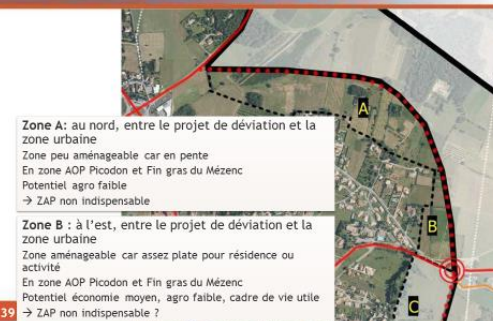 A
Zone A: au nord, entre le projet de déviation et la
zone urbaine
Zone peu aménageable car en pente
En zone AOP Picodon et Fin gras du Mézenc
Potentiel agro faible
→ ZAP non indispensable
B
Zone B : à l'est, entre le projet de déviation et la
zone urbaine
Zone aménageable car assez plate pour résidence ou
activité
En zone AOP Picodon et Fin gras du Mézenc
Potentiel économie moyen, agro faible, cadre de vie utile
→ ZAP non indispensable ?
C
39